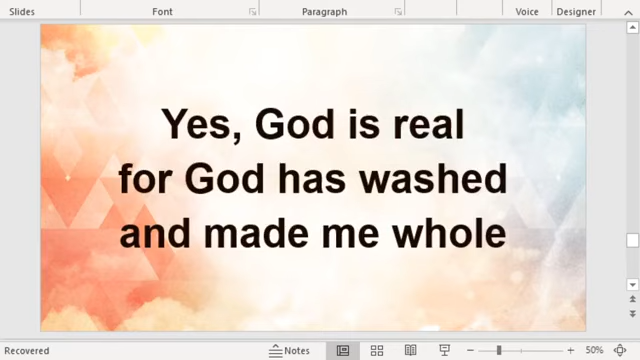 Slides Font Paragraph Voice Designer
Yes, God is real
for God has washed
and made me whole
Recovered Notes 50%